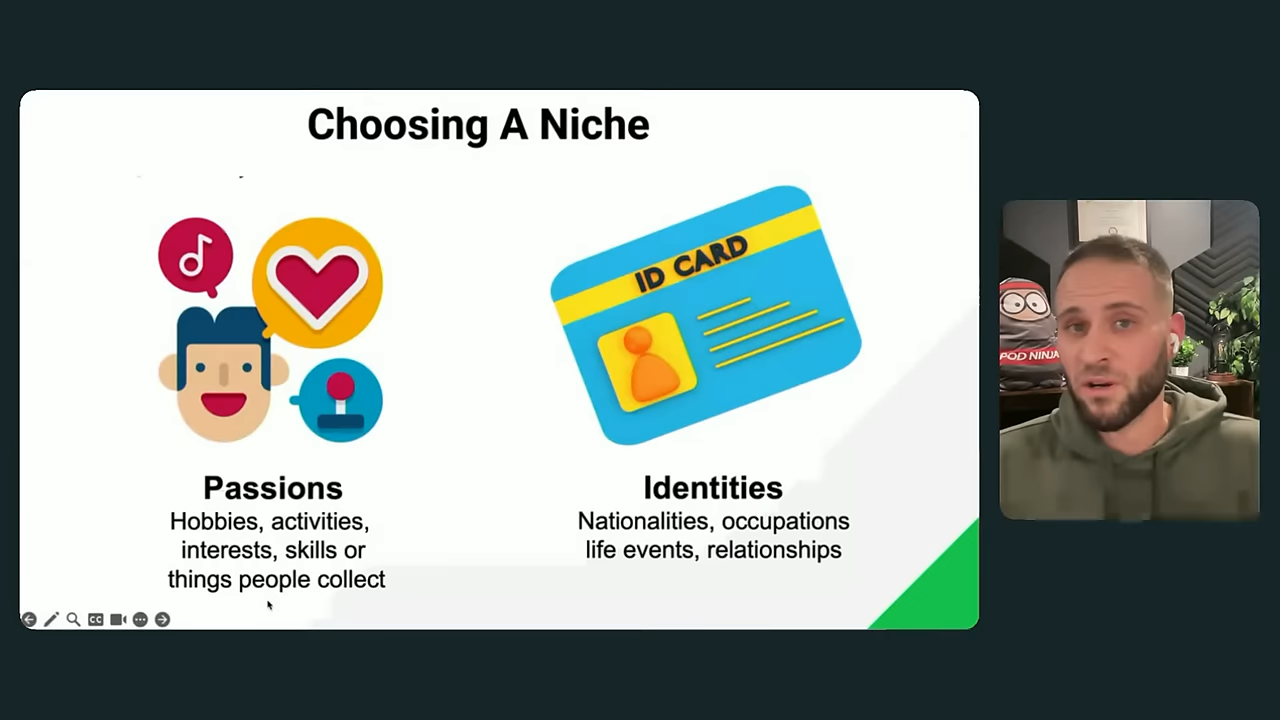 Choosing A Niche
ID CARD
Passions
Hobbies, activities,
interests, skills or
things people collect
Identities
Nationalities, occupations
life events, relationships
CC
POD NINJA